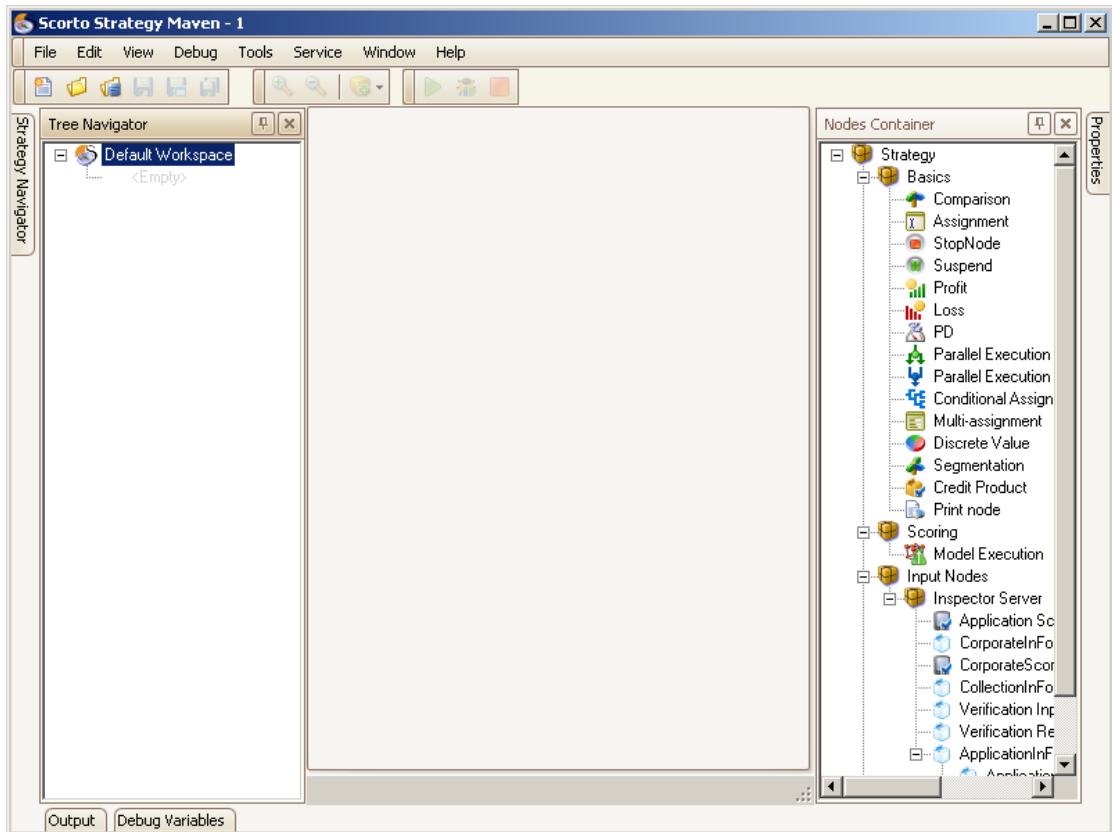 Scorto Strategy Maven - 1
File Edit View Debug Tools Service Window Help
Strategy Navigator
Tree Navigator
Default Workspace
<Empty>
Nodes Container
Strategy
Basics
Comparison
Assignment
StopNode
Suspend
Profit
Loss
PD
Parallel Execution
Parallel Execution
Conditional Assign
Multi-assignment
Discrete Value
Segmentation
Credit Product
Print node
Scoring
Model Execution
Input Nodes
Inspector Server
Application Sc
CorporateInFo
CorporateScor
CollectionInFo
Verification Inp
Verification Re
ApplicationInF
Application
Properties
Output Debug Variables